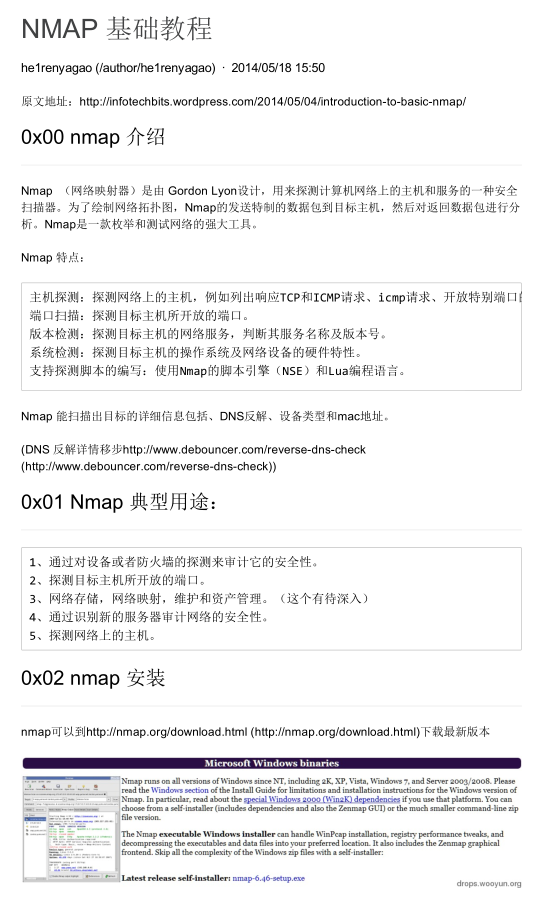 NMAP 基础教程
he1renyagao (/author/he1renyagao) · 2014/05/18 15:50
原文地址：http://infotechbits.wordpress.com/2014/05/04/introduction-to-basic-nmap/
0x00 nmap 介绍
Nmap （网络映射器）是由 Gordon Lyon设计，用来探测计算机网络上的主机和服务的一种安全
扫描器。为了绘制网络拓扑图，Nmap的发送特制的数据包到目标主机，然后对返回数据包进行分
析。Nmap是一款枚举和测试网络的强大工具。
Nmap 特点：
主机探测：探测网络上的主机，例如列出响应TCP和ICMP请求、icmp请求、开放特别端口的
端口扫描：探测目标主机所开放的端口。
版本检测：探测目标主机的网络服务，判断其服务名称及版本号。
系统检测：探测目标主机的操作系统及网络设备的硬件特性。
支持探测脚本的编写：使用Nmap的脚本引擎（NSE）和Lua编程语言。
Nmap 能扫描出目标的详细信息包括、DNS反解、设备类型和mac地址。
(DNS 反解详情移步http://www.debouncer.com/reverse-dns-check
(http://www.debouncer.com/reverse-dns-check))
0x01 Nmap 典型用途：
1、通过对设备或者防火墙的探测来审计它的安全性。
2、探测目标主机所开放的端口。
3、网络存储，网络映射，维护和资产管理。（这个有待深入）
4、通过识别新的服务器审计网络的安全性。
5、探测网络上的主机。
0x02 nmap 安装
nmap可以到http://nmap.org/download.html (http://nmap.org/download.html)下载最新版本
Microsoft Windows binaries
Nmap runs on all versions of Windows since NT, including 2K, XP, Vista, Windows 7, and Server 2003/2008. Please
read the Windows section of the Install Guide for limitations and installation instructions for the Windows version of
Nmap. In particular, read about the special Windows 2000 (Win2K) dependencies if you use that platform. You can
choose from a self-installer (includes dependencies and also the Zenmap GUI) or the much smaller command-line zip
file version.
The Nmap executable Windows installer can handle WinPcap installation, registry performance tweaks, and
decompressing the executables and data files into your preferred location. It also includes the Zenmap graphical
frontend. Skip all the complexity of the Windows zip files with a self-installer:
Latest release self-installer: nmap-6.46-setup.exe
drops.wooyun.org